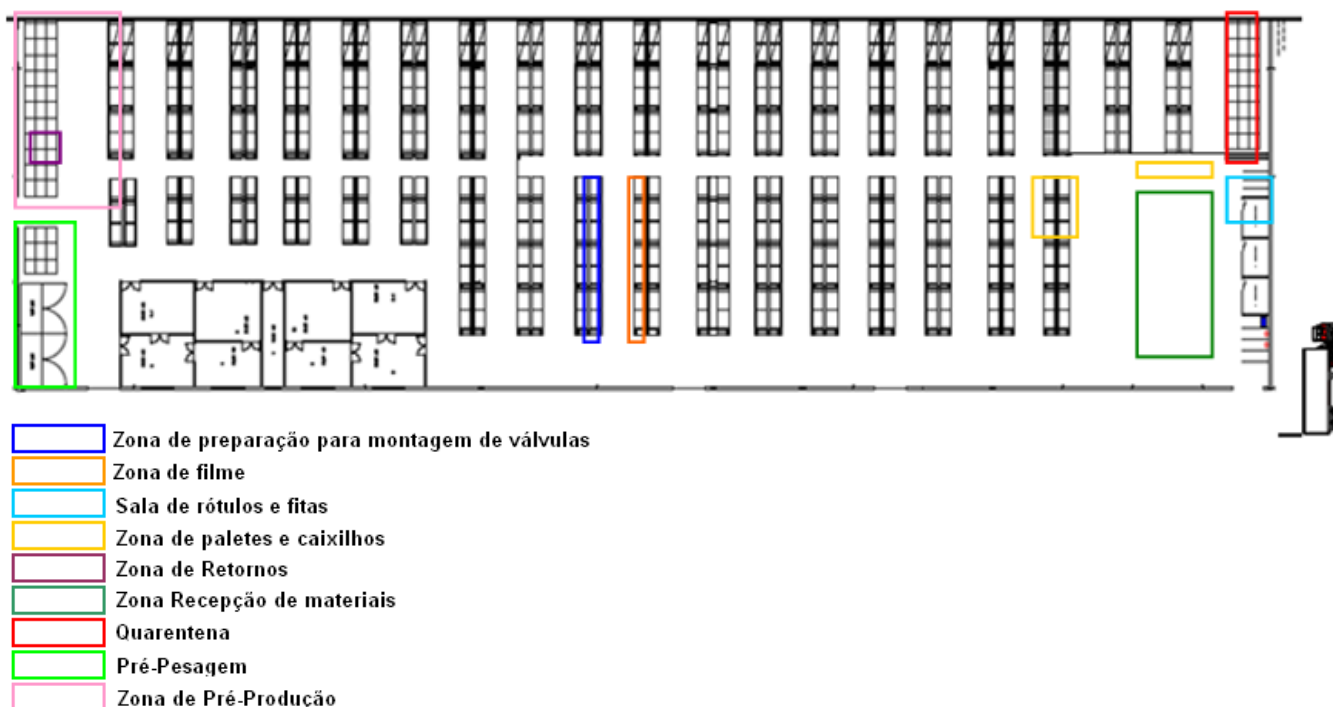 Zona de preparação para montagem de válvulas
Zona de filme
Sala de rótulos e fitas
Zona de paletes e caixilhos
Zona de Retornos
Zona Recepção de materiais
Quarentena
Pré-Pesagem
Zona de Pré-Produção